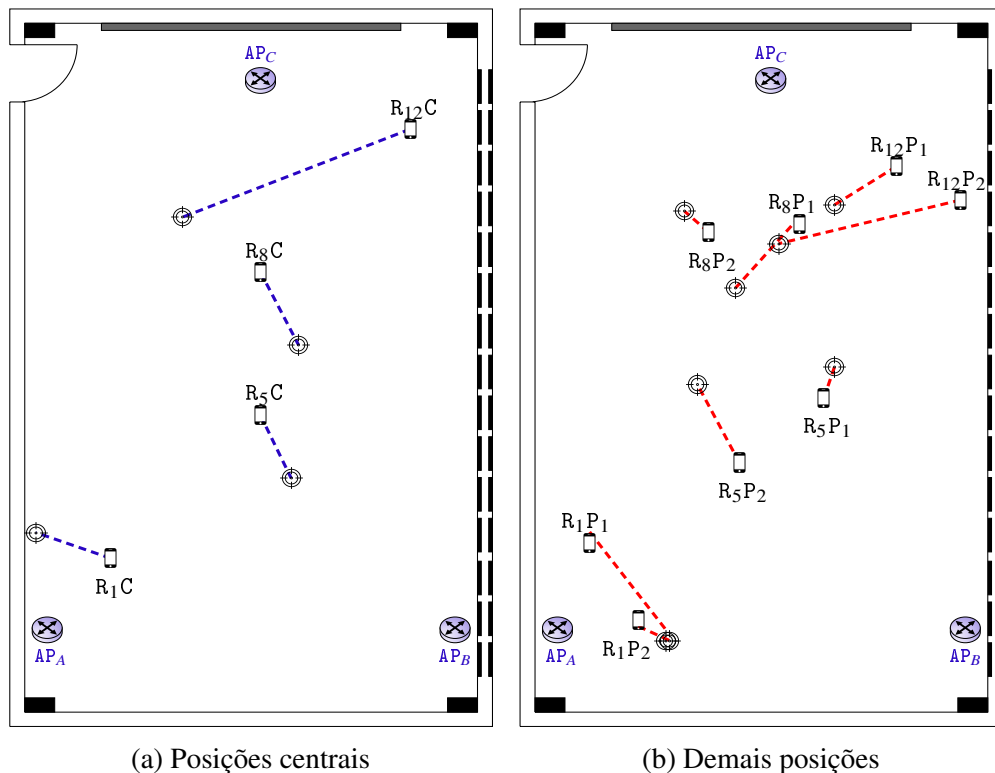 AP_C
R_12C
R_8C
R_5C
R_1C
AP_A
AP_B
(a) Posições centrais
AP_C
R_12P_1
R_12P_2
R_8P_1
R_8P_2
R_5P_1
R_5P_2
R_1P_1
R_1P_2
AP_A
AP_B
(b) Demais posições